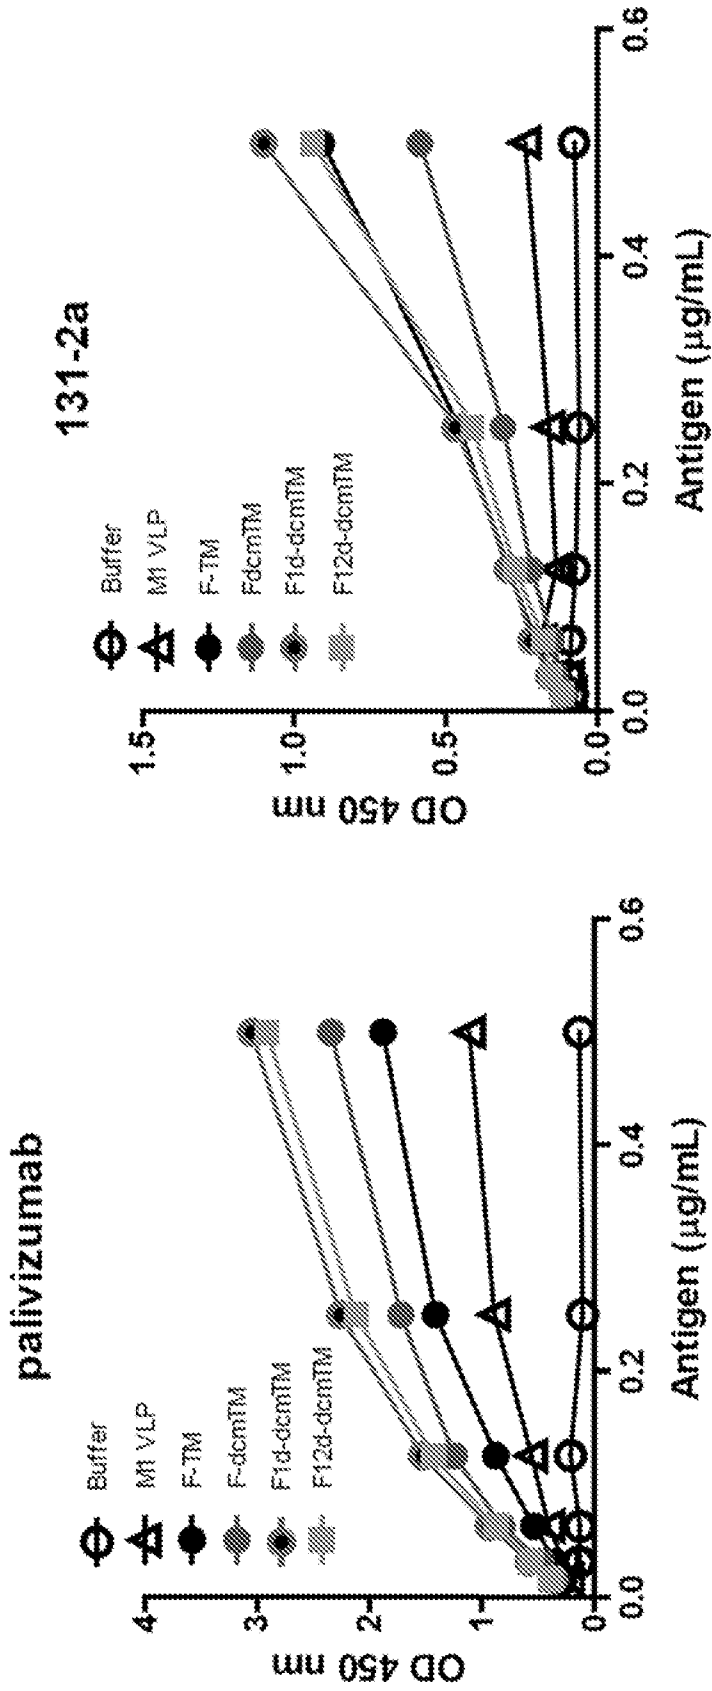 palivizumab
Buffer
M1 VLP
F-TM
F-dcmTM
F1d-dcmTM
F12d-dcmTM
4
3
2
1
0
OD 450 nm
0.0
0.2
0.4
0.6
Antigen (µg/mL)
131-2a
Buffer
M1 VLP
F-TM
FdcmTM
F1d-dcmTM
F12d-dcmTM
1.5
1.0
0.5
0.0
OD 450 nm
0.0
0.2
0.4
0.6
Antigen (µg/mL)